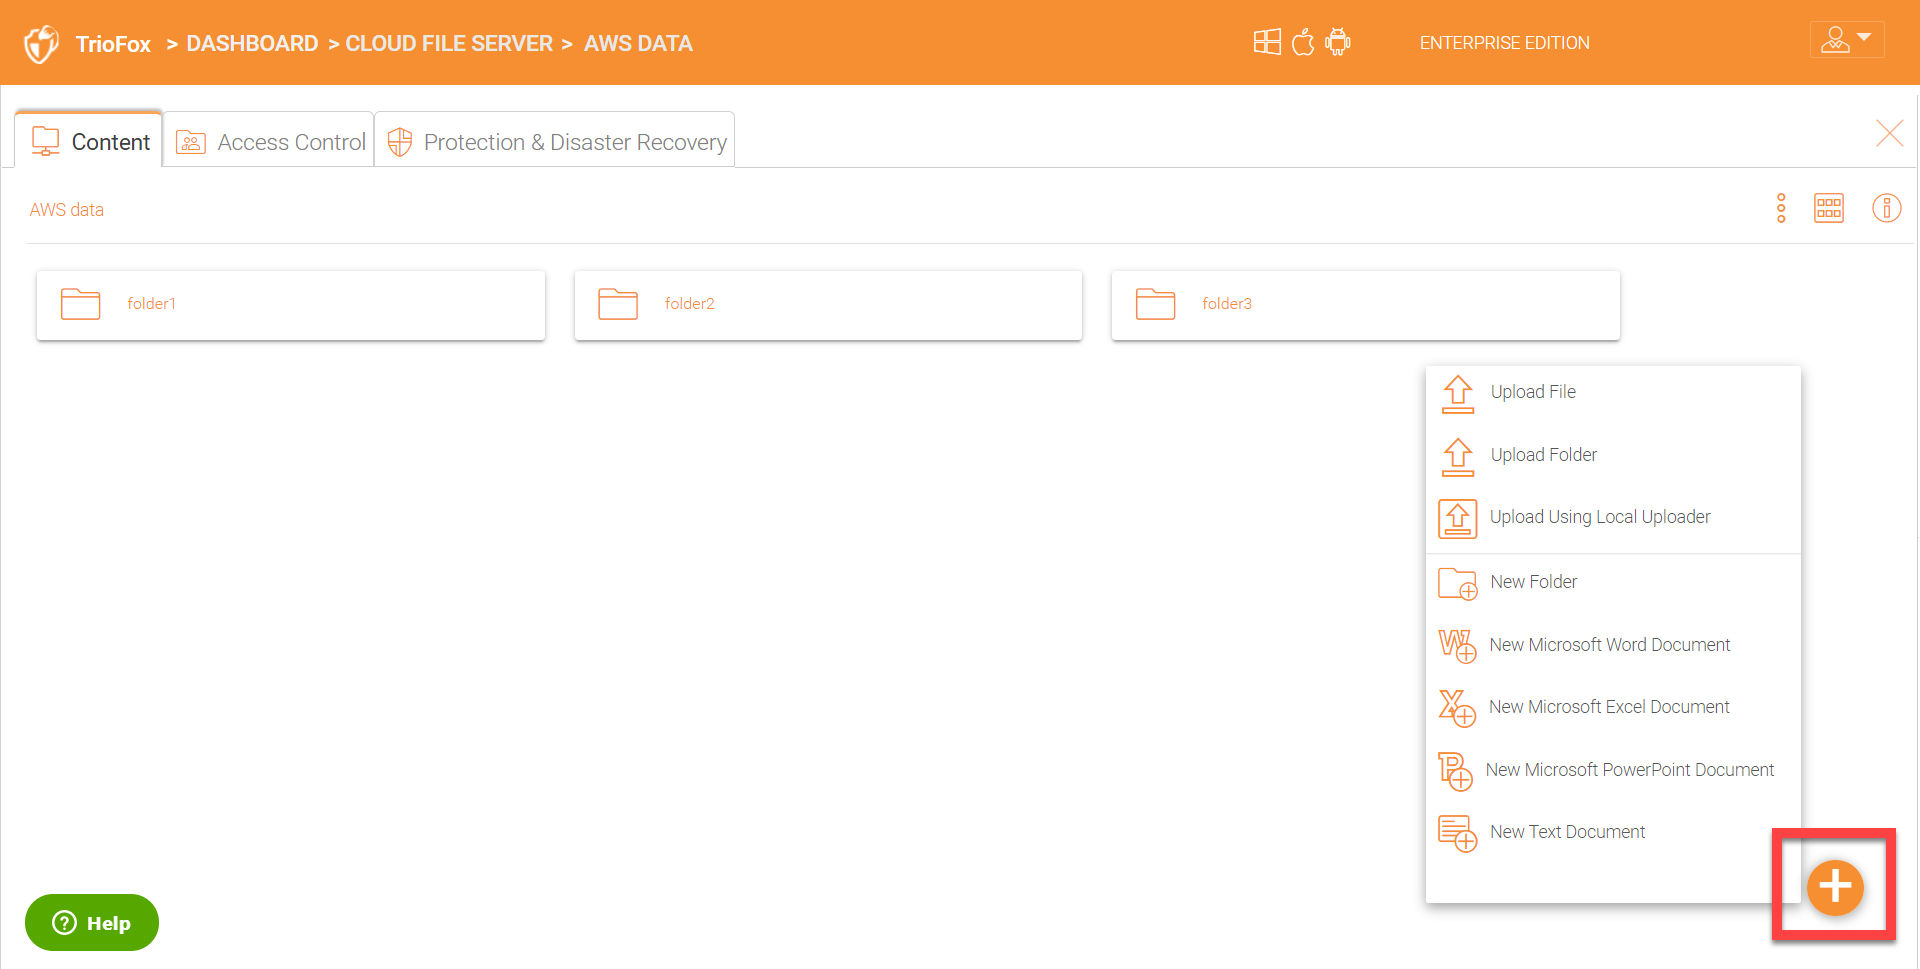 TrioFox > DASHBOARD > CLOUD FILE SERVER > AWS DATA
ENTERPRISE EDITION
Content
Access Control
Protection & Disaster Recovery
AWS data
folder1
folder2
folder3
Upload File
Upload Folder
Upload Using Local Uploader
New Folder
New Microsoft Word Document
New Microsoft Excel Document
New Microsoft PowerPoint Document
New Text Document
Help